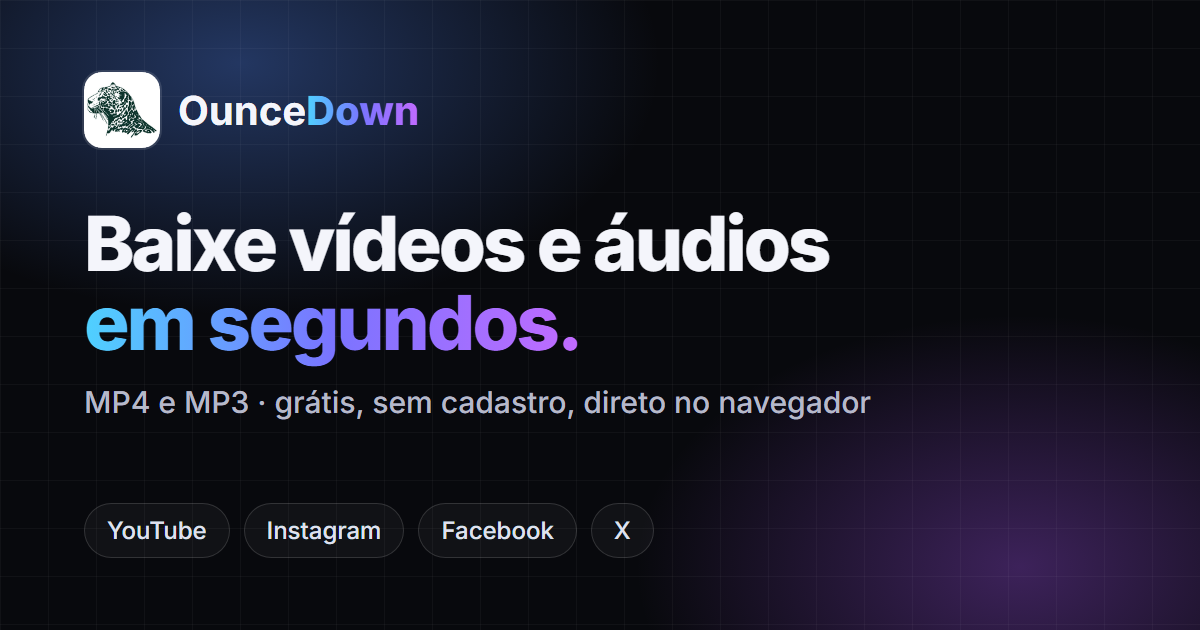 OunceDown
Baixe vídeos e áudios
em segundos.
MP4 e MP3 · grátis, sem cadastro, direto no navegador
YouTube
Instagram
Facebook
X